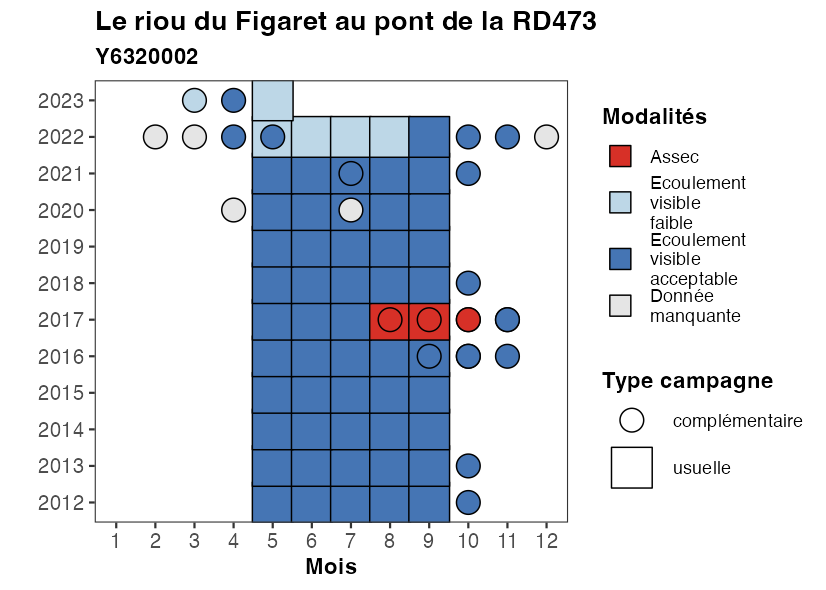 Le riou du Figaret au pont de la RD473
Y6320002
2023
2022
2021
2020
2019
2018
2017
2016
2015
2014
2013
2012
1 2 3 4 5 6 7 8 9 10 11 12
Mois
Modalités
Assec
Ecoulement
visible
faible
Ecoulement
visible
acceptable
Donnée
manquante
Type campagne
complémentaire
usuelle